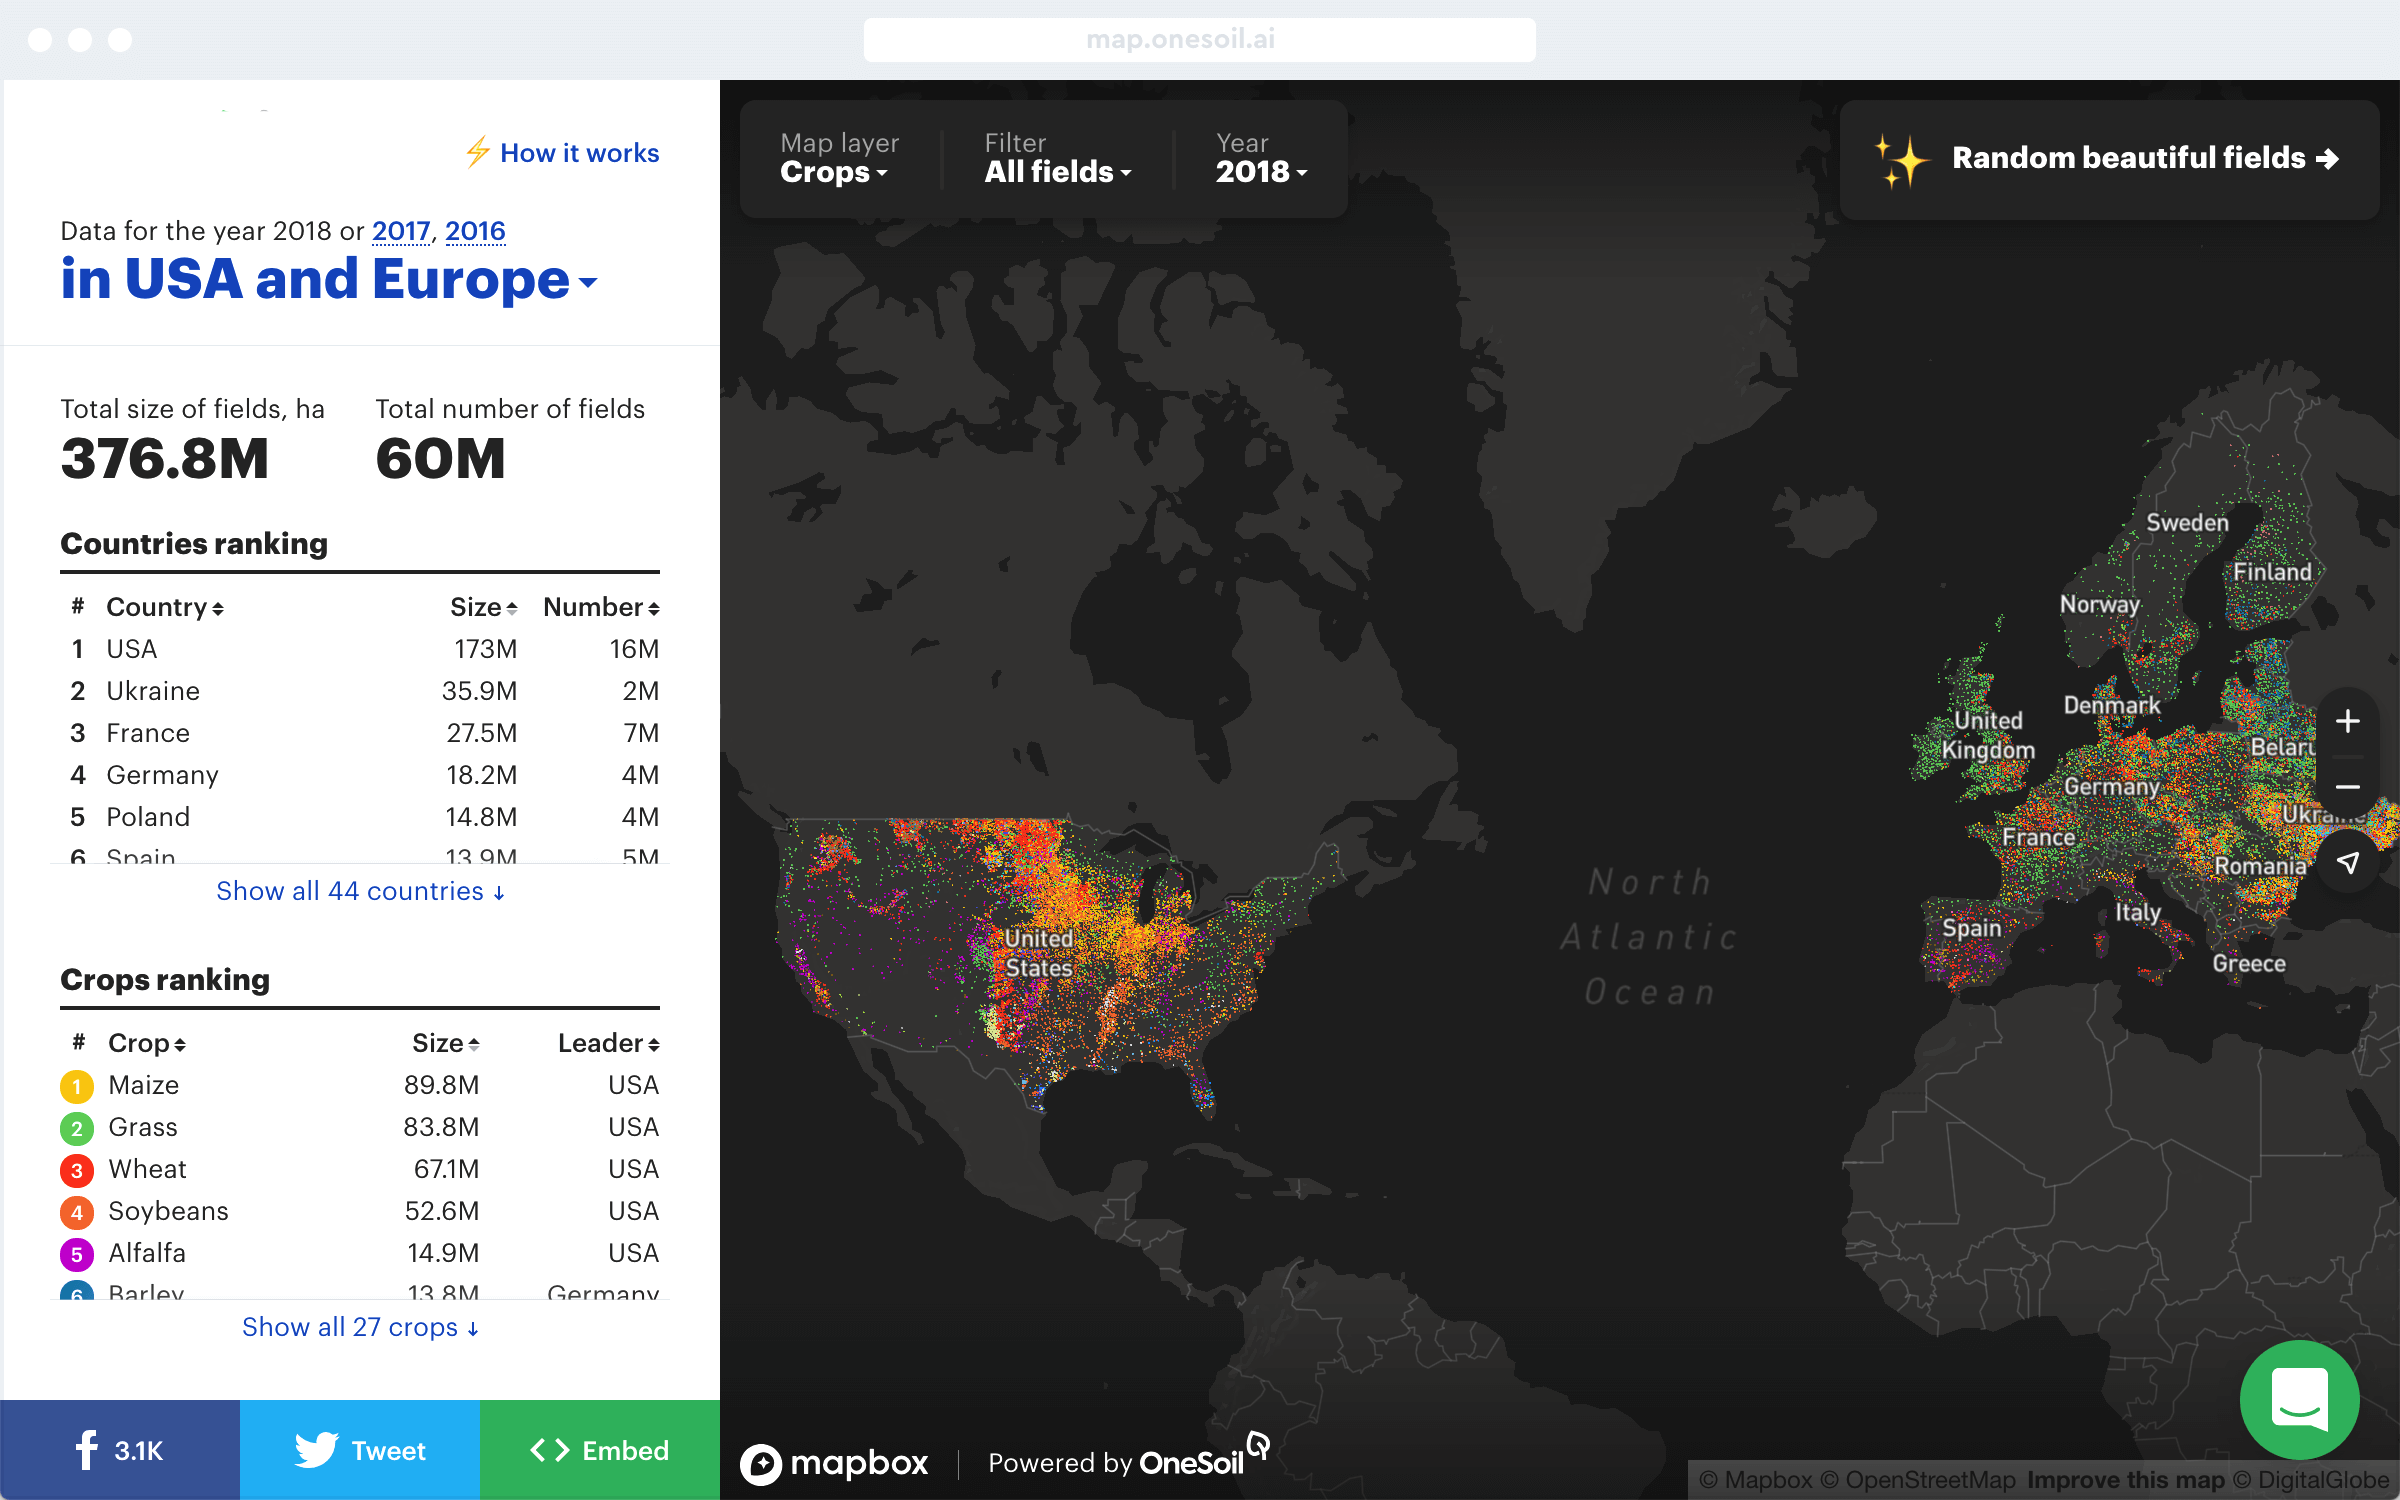 map.onesoil.ai
⚡ How it works
Data for the year 2018 or 2017, 2016
in USA and Europe
Total size of fields, ha Total number of fields
376.8M 60M
Countries ranking
# Country Size Number
1 USA 173M 16M
2 Ukraine 35.9M 2M
3 France 27.5M 7M
4 Germany 18.2M 4M
5 Poland 14.8M 4M
6 Spain 13.9M 5M
Show all 44 countries ↓
Crops ranking
# Crop Size Leader
1 Maize 89.8M USA
2 Grass 83.8M USA
3 Wheat 67.1M USA
4 Soybeans 52.6M USA
5 Alfalfa 14.9M USA
6 Barley 13.8M Germany
Show all 27 crops ↓
3.1K Tweet <> Embed
Map layer Filter Year
Crops All fields 2018
Random beautiful fields →
Sweden
Finland
Norway
Denmark
United
Kingdom
Belaru
Germany
Ukraine
France
Romania
Italy
Spain
Greece
United
States
North
Atlantic
Ocean
+
−
mapbox Powered by OneSoil
© Mapbox © OpenStreetMap Improve this map © DigitalGlobe